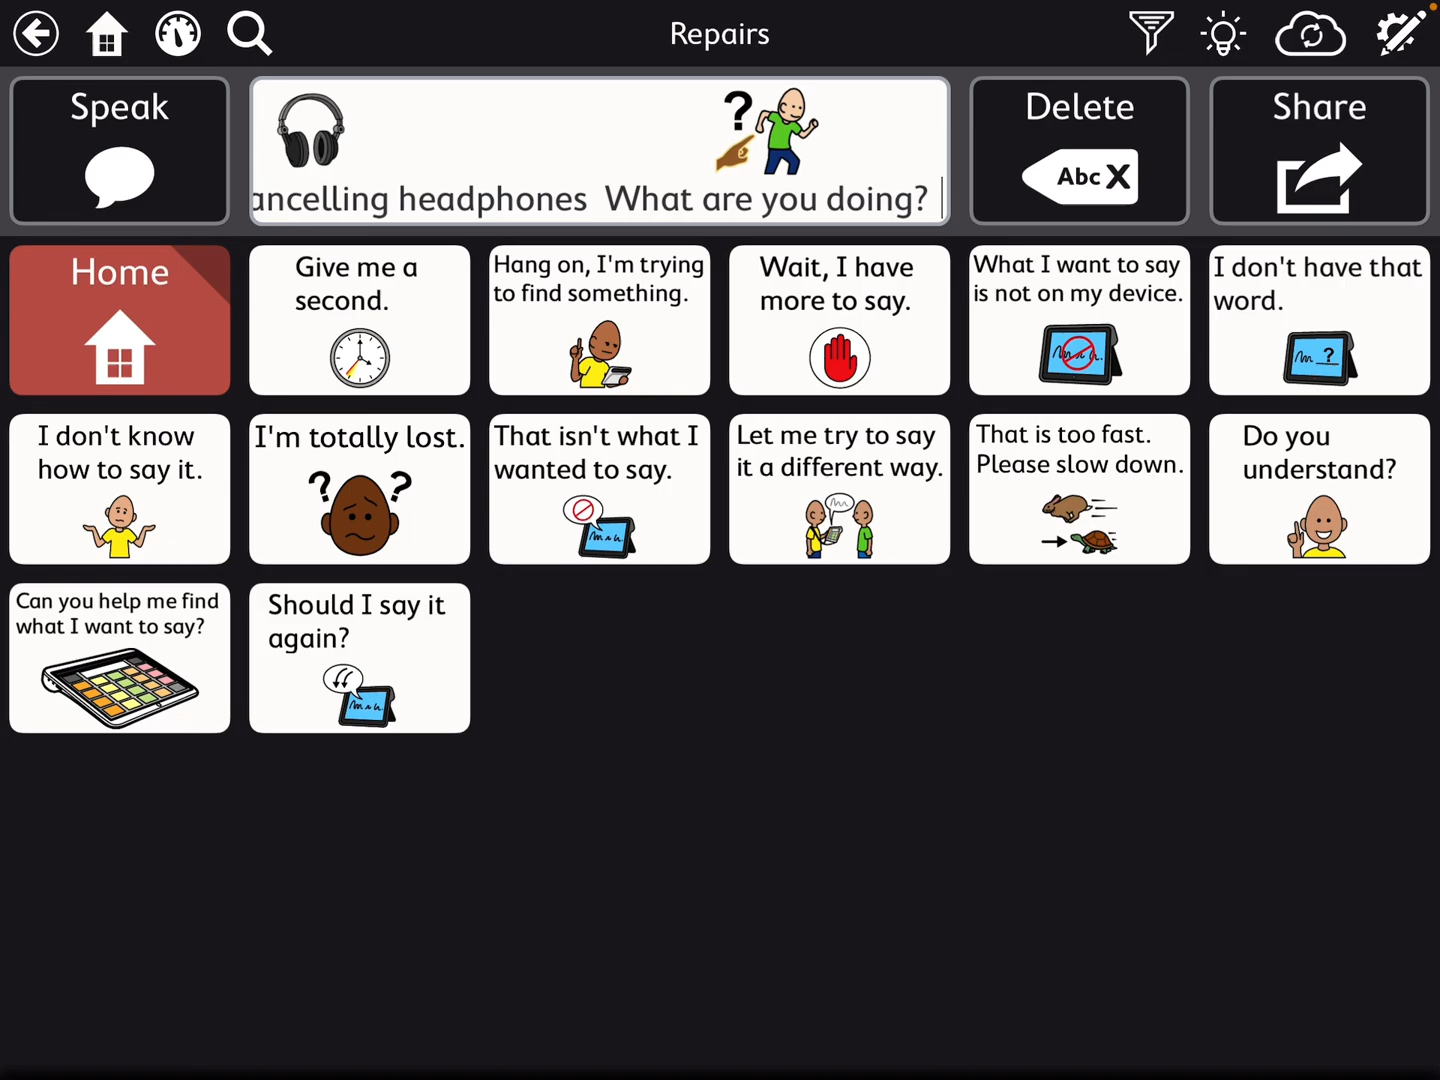 Repairs
Speak
ancelling headphones What are you doing?
Delete
Abc X
Share
Home
Give me a
second.
Hang on, I'm trying
to find something.
Wait, I have
more to say.
What I want to say
is not on my device.
I don't have that
word.
I don't know
how to say it.
I'm totally lost.
That isn't what I
wanted to say.
Let me try to say
it a different way.
That is too fast.
Please slow down.
Do you
understand?
Can you help me find
what I want to say?
Should I say it
again?